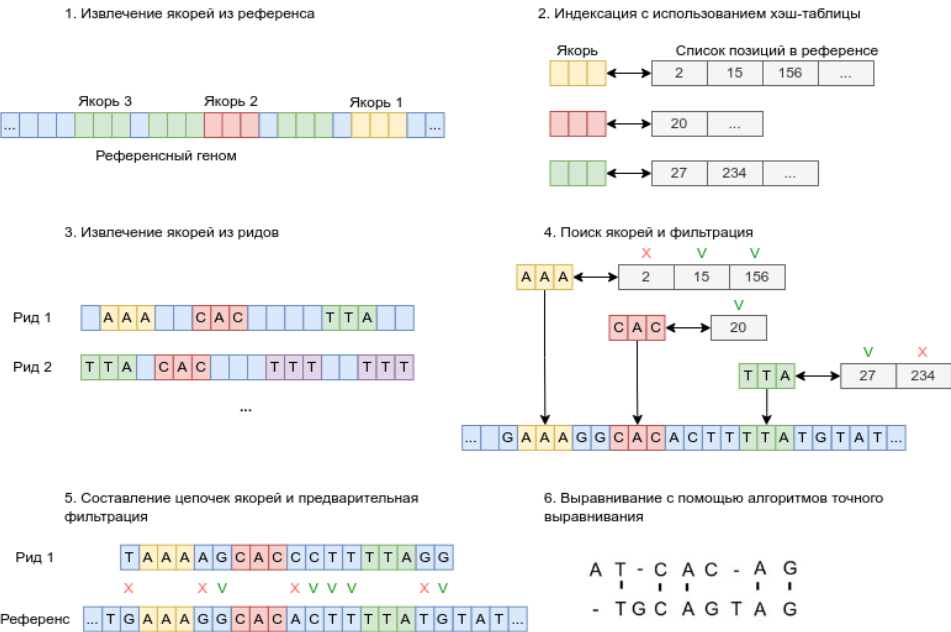 1. Извлечение якорей из референса
Якорь 3
Якорь 2
Якорь 1
...
...
Референсный геном
2. Индексация с использованием хэш-таблицы
Якорь
Список позиций в референсе
2 15 156 ...
20 ...
27 234 ...
3. Извлечение якорей из ридов
Рид 1
A A A C A C T T A
Рид 2
T T A C A C T T T T T T
...
4. Поиск якорей и фильтрация
X V V
A A A 2 15 156
V
C A C 20
V X
T T A 27 234
... G A A A G G C A C A C T T T T A T G T A T ...
5. Составление цепочек якорей и предварительная
фильтрация
Рид 1
T A A A A G C A C C C T T T T A G G
X X V X V V V X V
Референс
... T G A A A G G C A C A C T T T T A T G T A T ...
6. Выравнивание с помощью алгоритмов точного
выравнивания
A T - C A C - A G
- T G C A G T A G